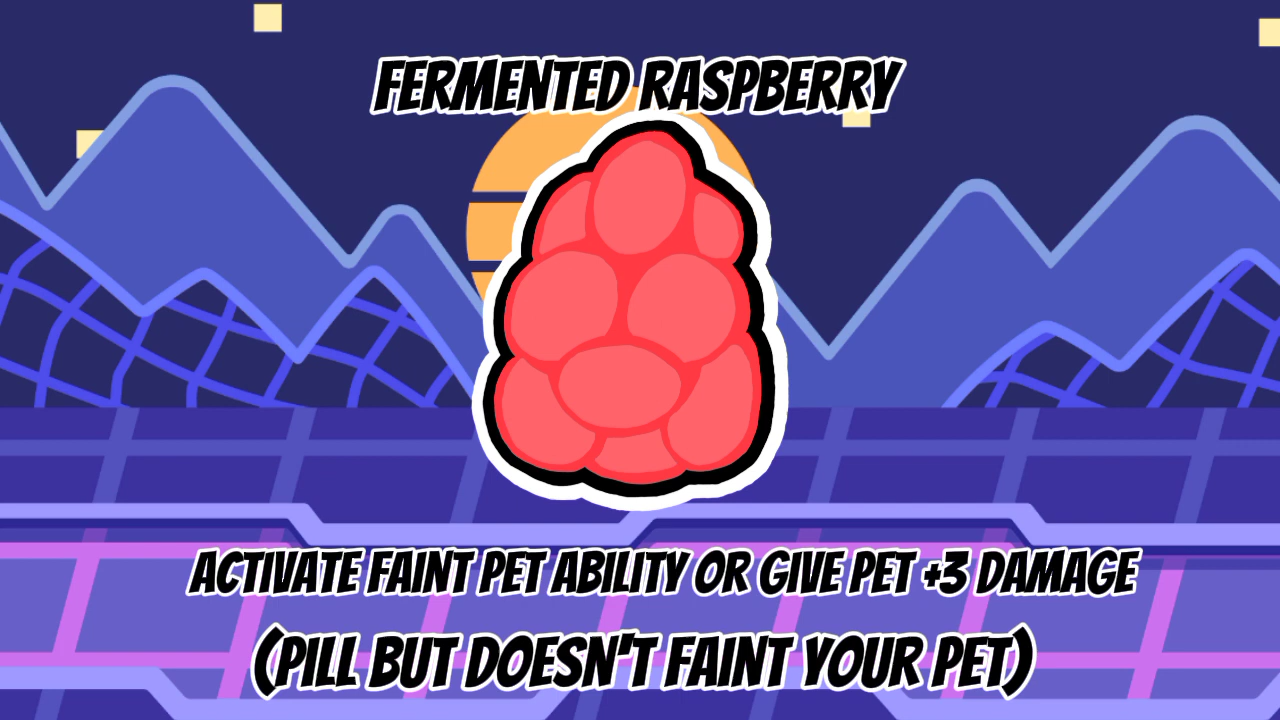 FERMENTED RASPBERRY
ACTIVATE FAINT PET ABILITY OR GIVE PET +3 DAMAGE
(PILL BUT DOESN'T FAINT YOUR PET)